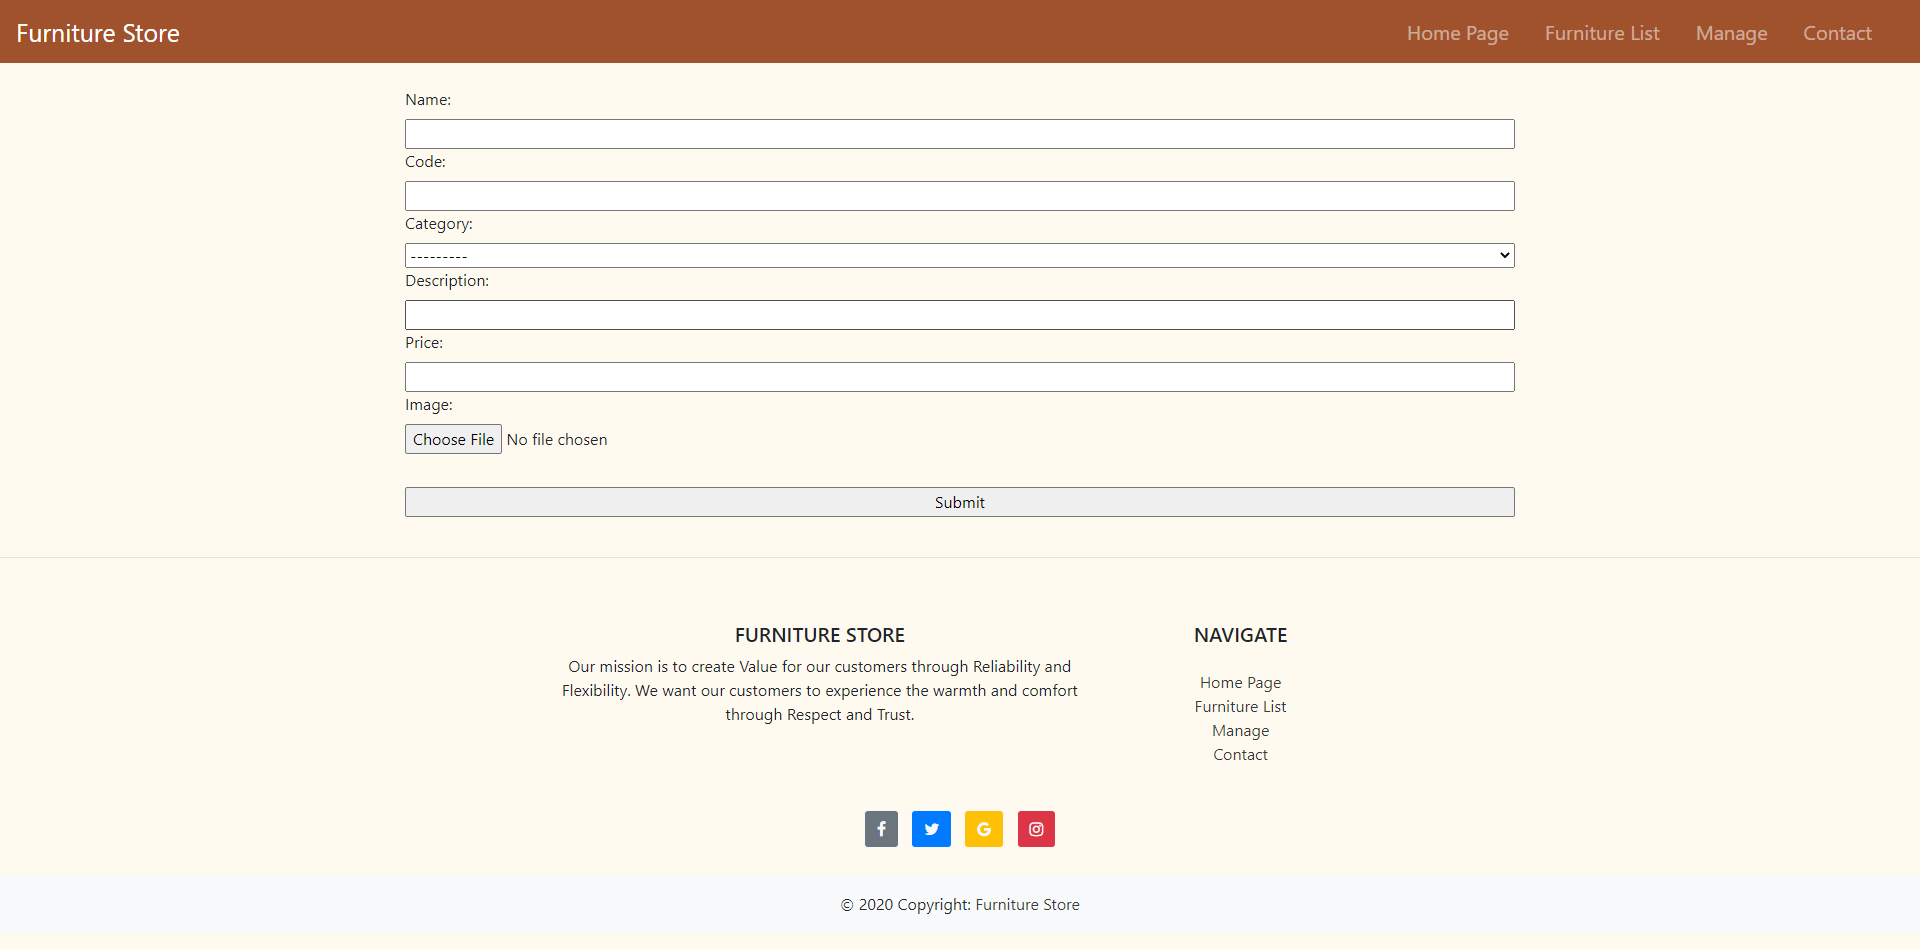 Furniture Store
Home Page
Furniture List
Manage
Contact
Name:
Code:
Category:
---------
Description:
Price:
Image:
Choose File No file chosen
Submit
FURNITURE STORE
Our mission is to create Value for our customers through Reliability and
Flexibility. We want our customers to experience the warmth and comfort
through Respect and Trust.
NAVIGATE
Home Page
Furniture List
Manage
Contact
© 2020 Copyright: Furniture Store